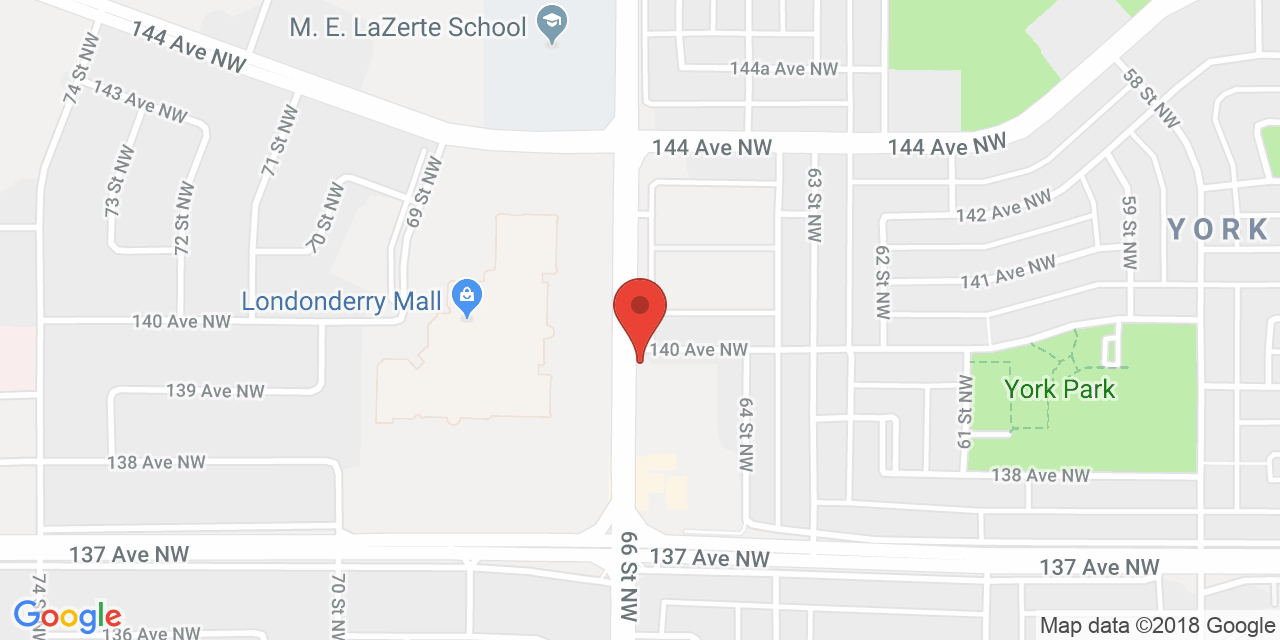 M. E. LaZerte School
144 Ave NW
74 St NW
143 Ave NW
71 St NW
73 St NW
72 St NW
70 St NW
69 St NW
144a Ave NW
58 St NW
144 Ave NW
144 Ave NW
63 St NW
142 Ave NW
59 St NW
YORK
62 St NW
141 Ave NW
Londonderry Mall
140 Ave NW
140 Ave NW
139 Ave NW
York Park
61 St NW
64 St NW
138 Ave NW
138 Ave NW
137 Ave NW
66 St NW
137 Ave NW
137 Ave NW
74 St NW
70 St NW
Google
136 Ave NW
Map data ©2018 Google